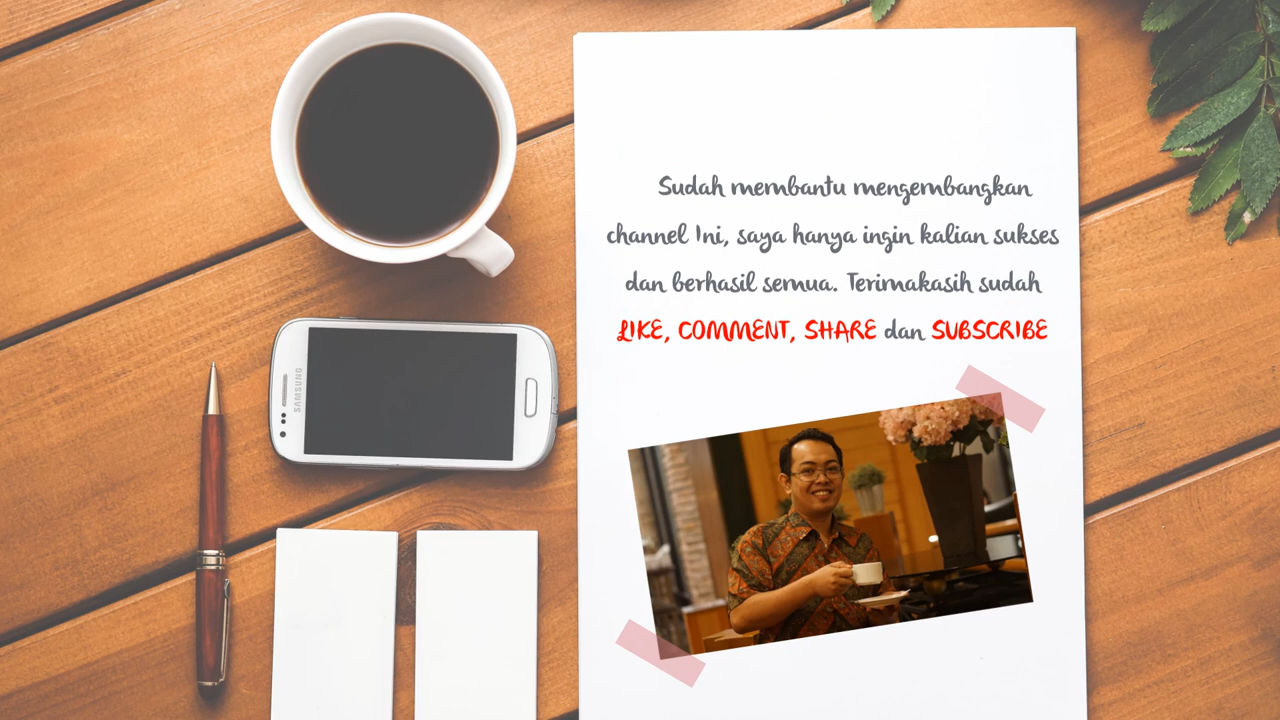 Sudah membantu mengembangkan
channel Ini, saya hanya ingin kalian sukses
dan berhasil semua. Terimakasih sudah
LIKE, COMMENT, SHARE dan SUBSCRIBE
SAMSUNG